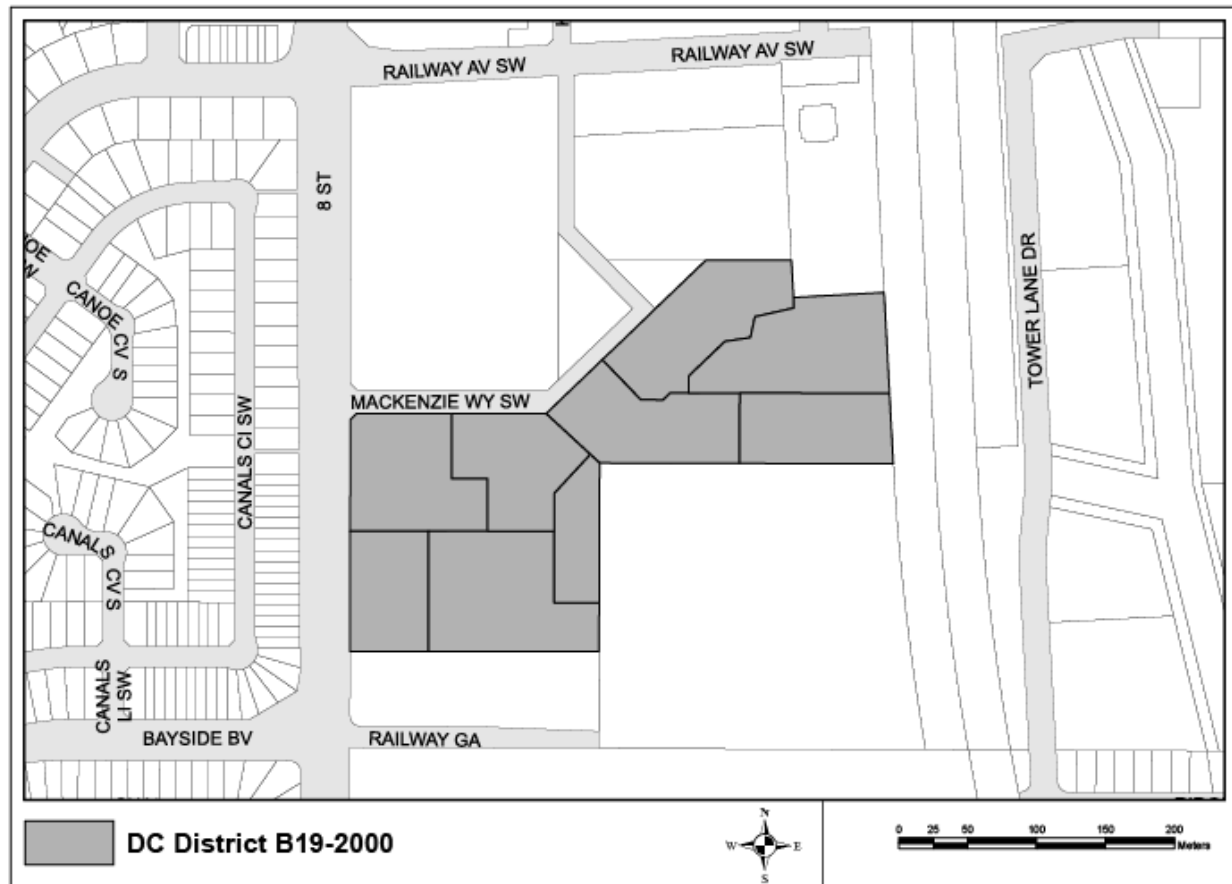 RAILWAY AV SW
RAILWAY AV SW
8 ST
CANOE CV S
TOWER LANE DR
MACKENZIE WY SW
CANALS CI SW
CANALS CV S
CANALS
LI SW
BAYSIDE BV
RAILWAY GA
DC District B19-2000
N
W E
S
0 25 50 100 150 200
Meters